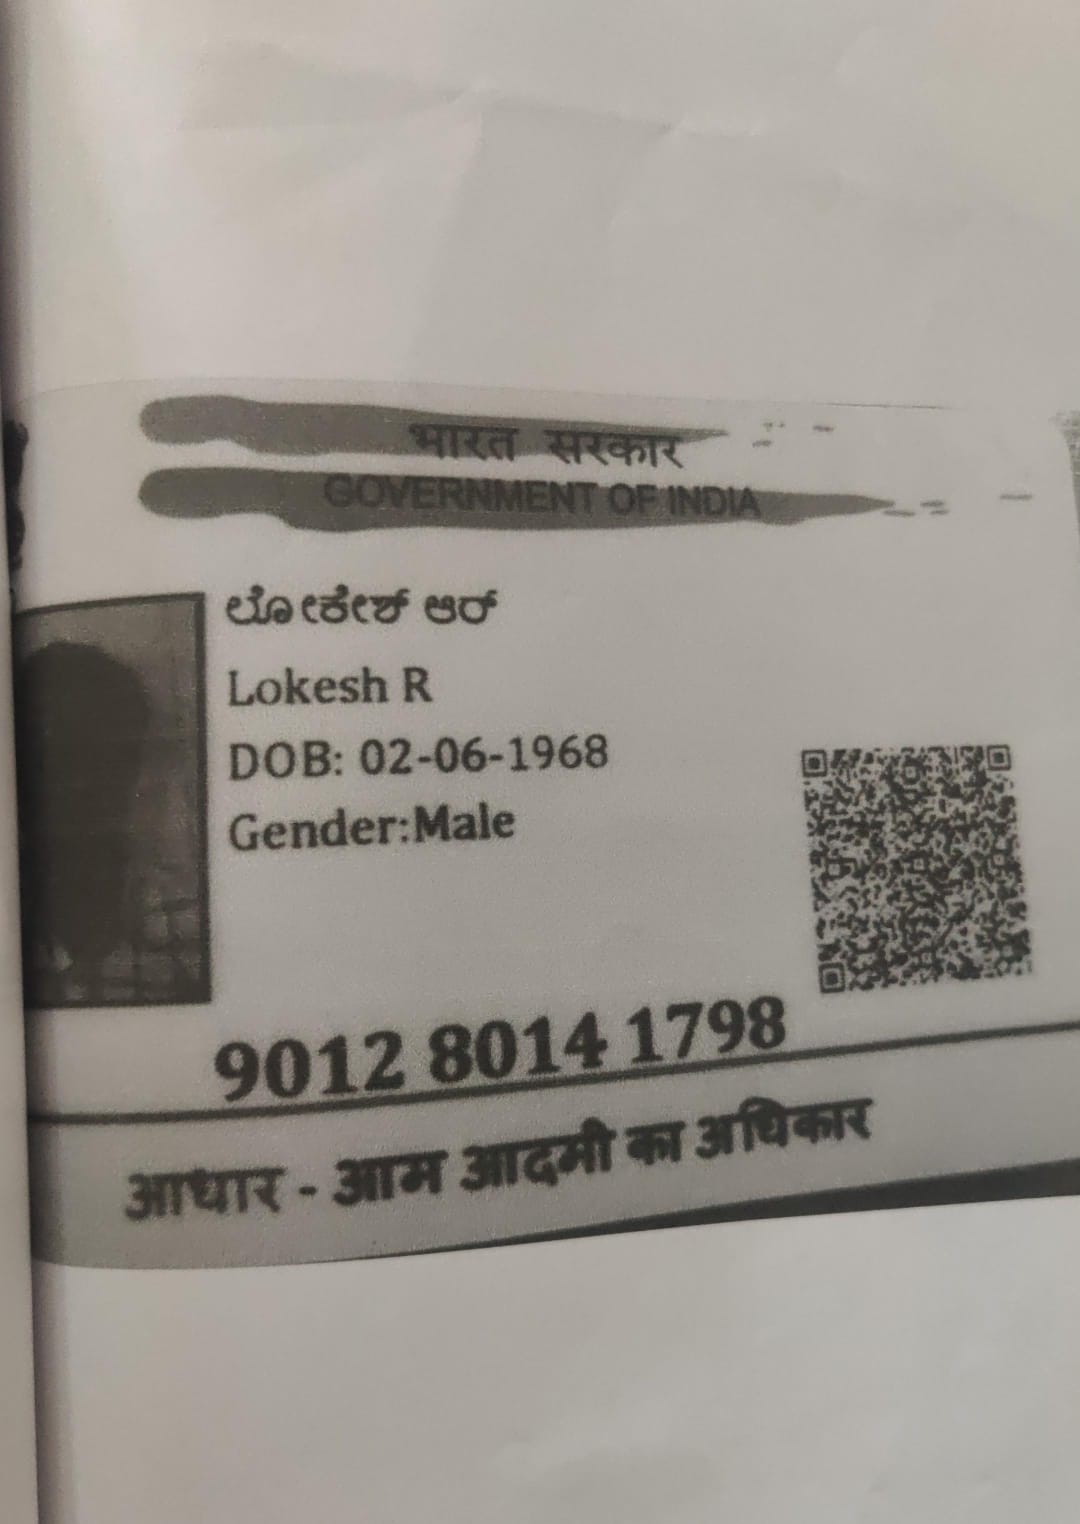 भारत सरकार
GOVERNMENT OF INDIA
ಲೋಕೇಶ್ ಆರ್
Lokesh R
DOB: 02-06-1968
Gender:Male
9012 8014 1798
आधार - आम आदमी का अधिकार